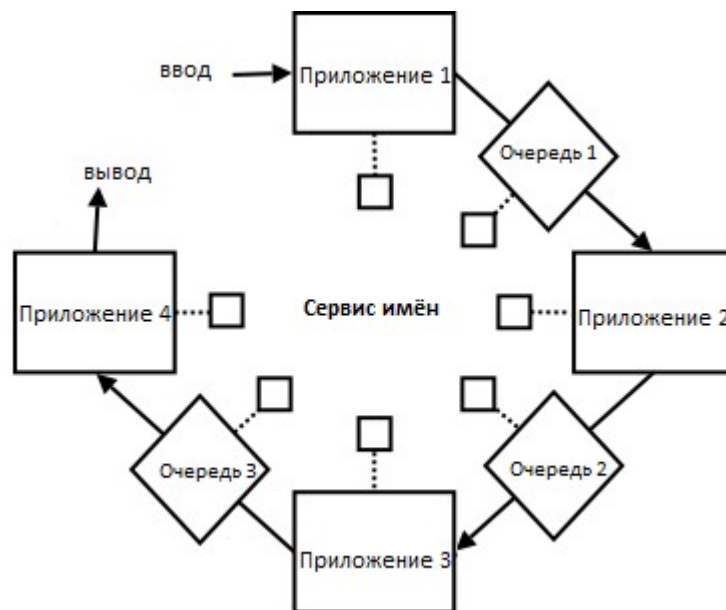 ввод
Приложение 1
Очередь 1
вывод
Приложение 4
Сервис имён
Приложение 2
Очередь 3
Очередь 2
Приложение 3